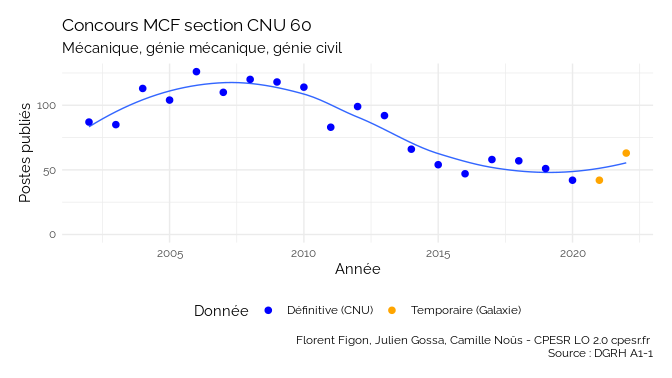 Concours MCF section CNU 60
Mécanique, génie mécanique, génie civil
Postes publiés
100
50
0
2005
2010
2015
2020
Année
Donnée
Définitive (CNU)
Temporaire (Galaxie)
Florent Figon, Julien Gossa, Camille Noûs - CPESR LO 2.0 cpesr.fr
Source : DGRH A1-1